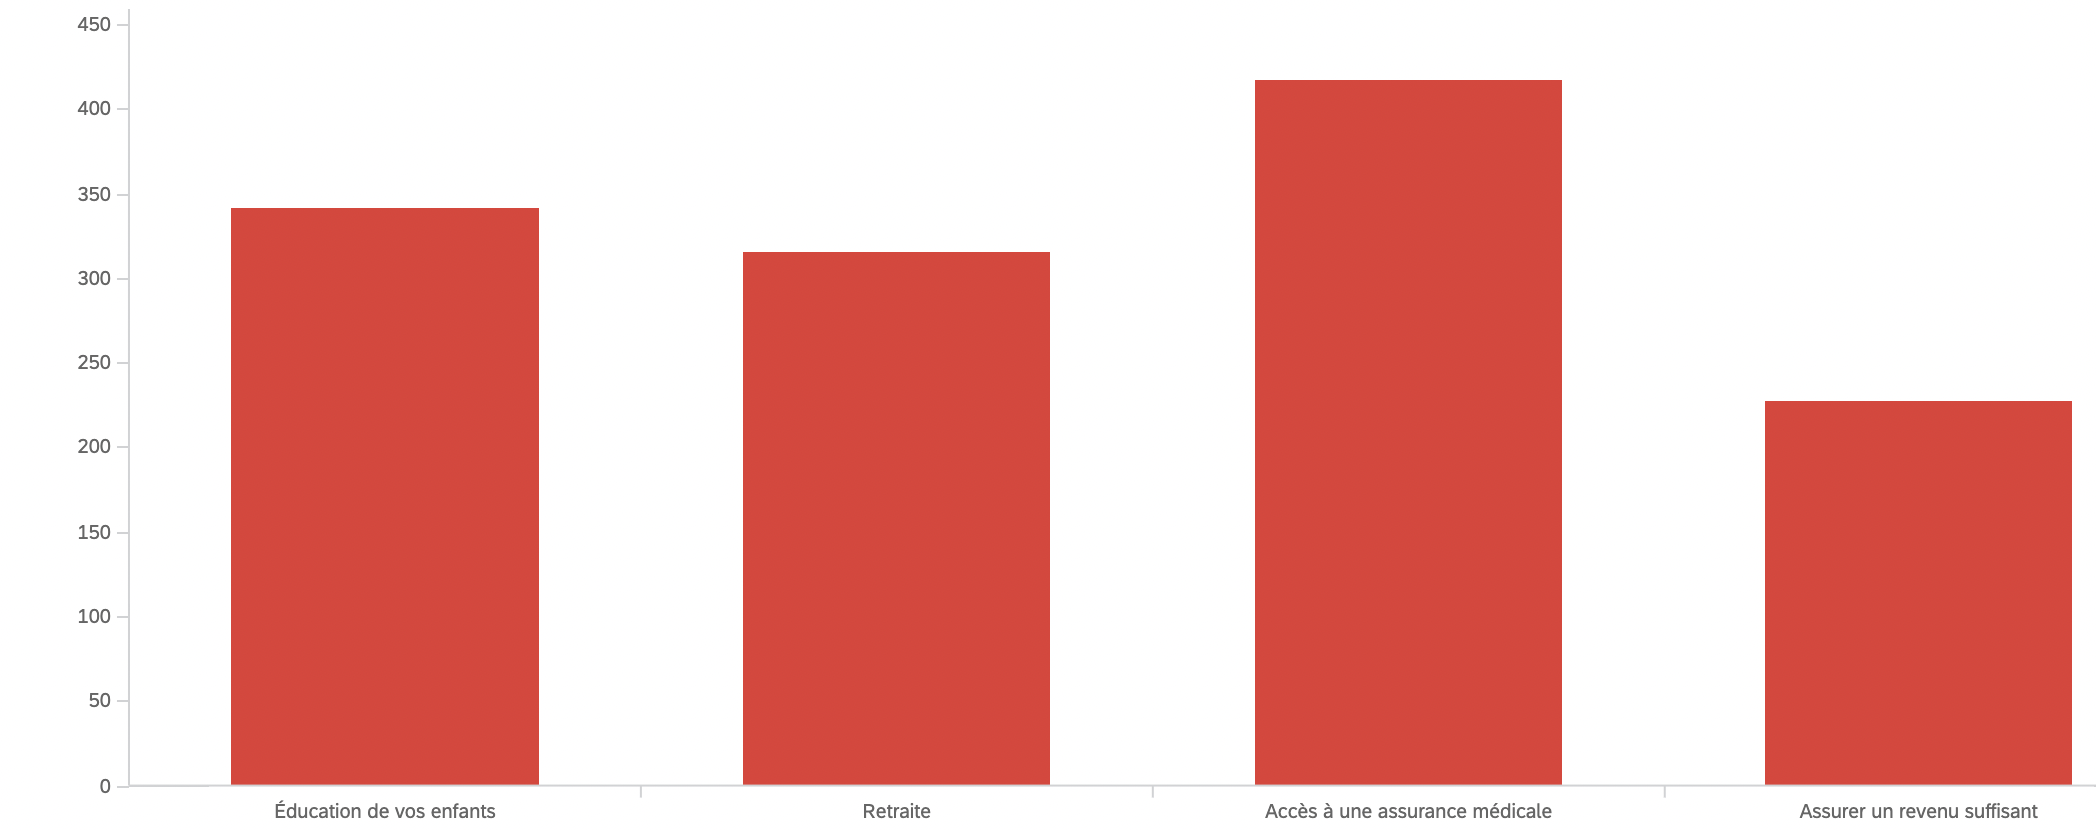 450
400
350
300
250
200
150
100
50
0
Éducation de vos enfants
Retraite
Accès à une assurance médicale
Assurer un revenu suffisant